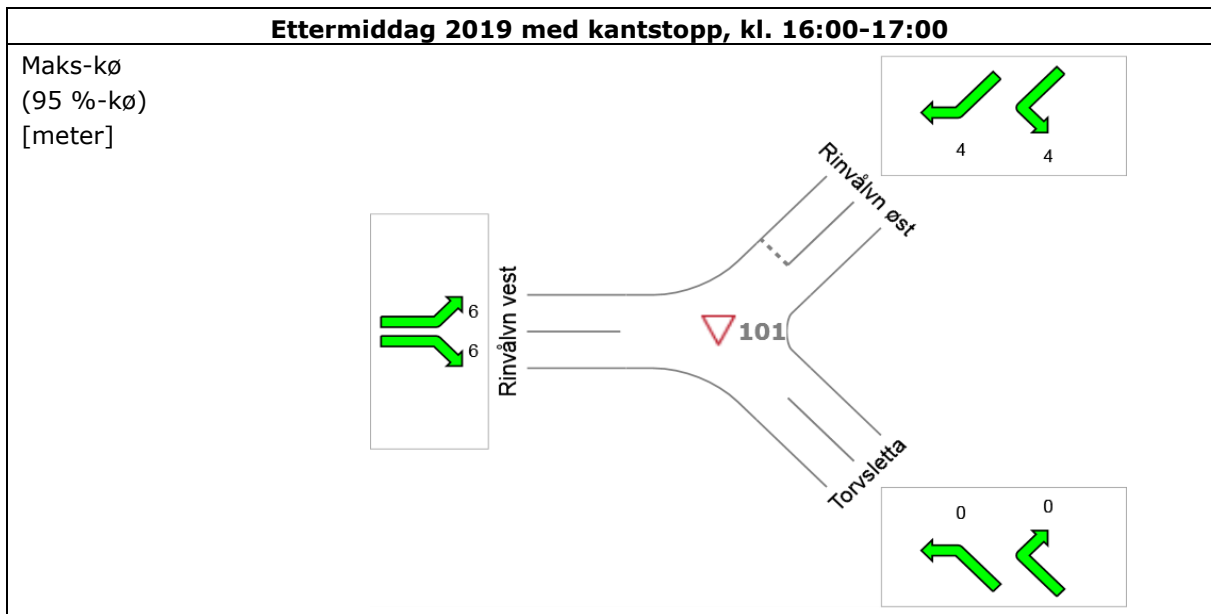 Ettermiddag 2019 med kantstopp, kl. 16:00-17:00
Maks-kø
(95 %-kø)
[meter]
4 4
Rinvålvn øst
Rinvålvn vest
6
6
101
Torvsletta
0 0